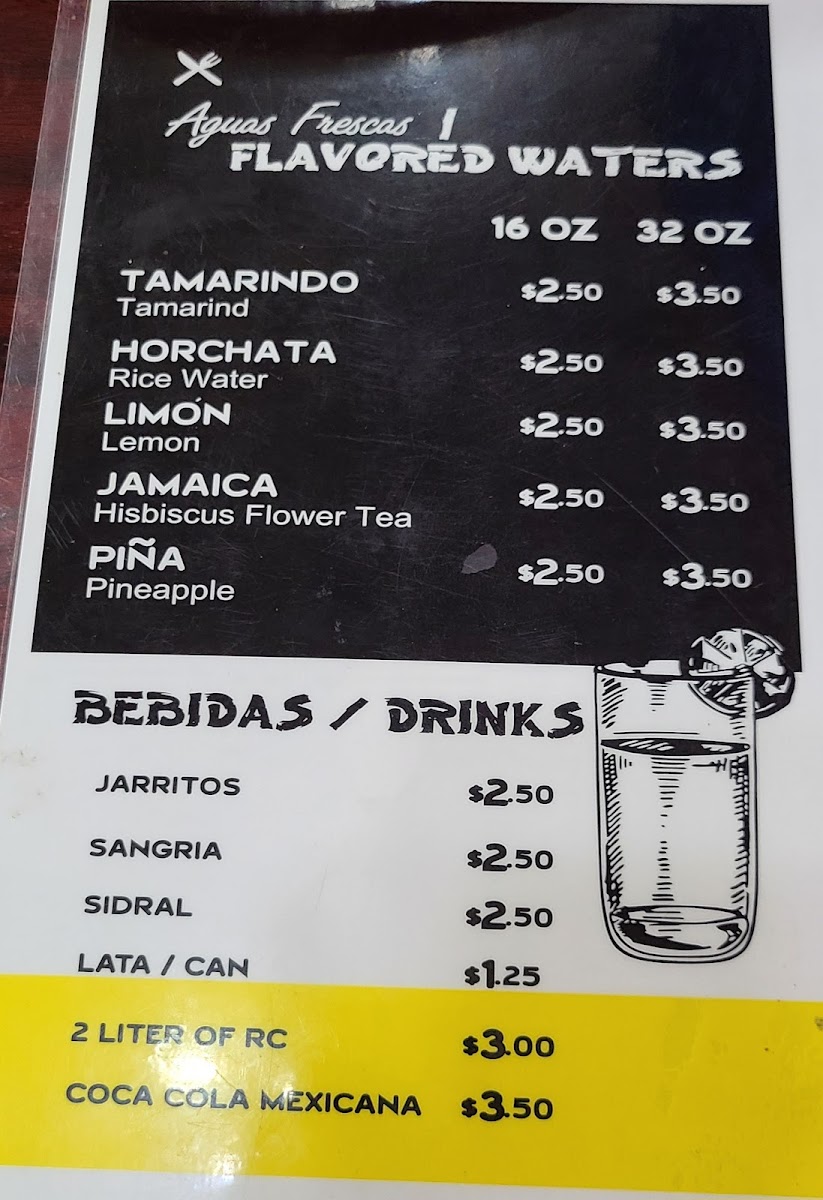 Aguas Frescas /
FLAVORED WATERS
16 OZ 32 OZ
TAMARINDO $2.50 $3.50
Tamarind
HORCHATA $2.50 $3.50
Rice Water
LIMÓN $2.50 $3.50
Lemon
JAMAICA $2.50 $3.50
Hisbiscus Flower Tea
PIÑA $2.50 $3.50
Pineapple
BEBIDAS / DRINKS
JARRITOS $2.50
SANGRIA $2.50
SIDRAL $2.50
LATA / CAN $1.25
2 LITER OF RC $3.00
COCA COLA MEXICANA $3.50